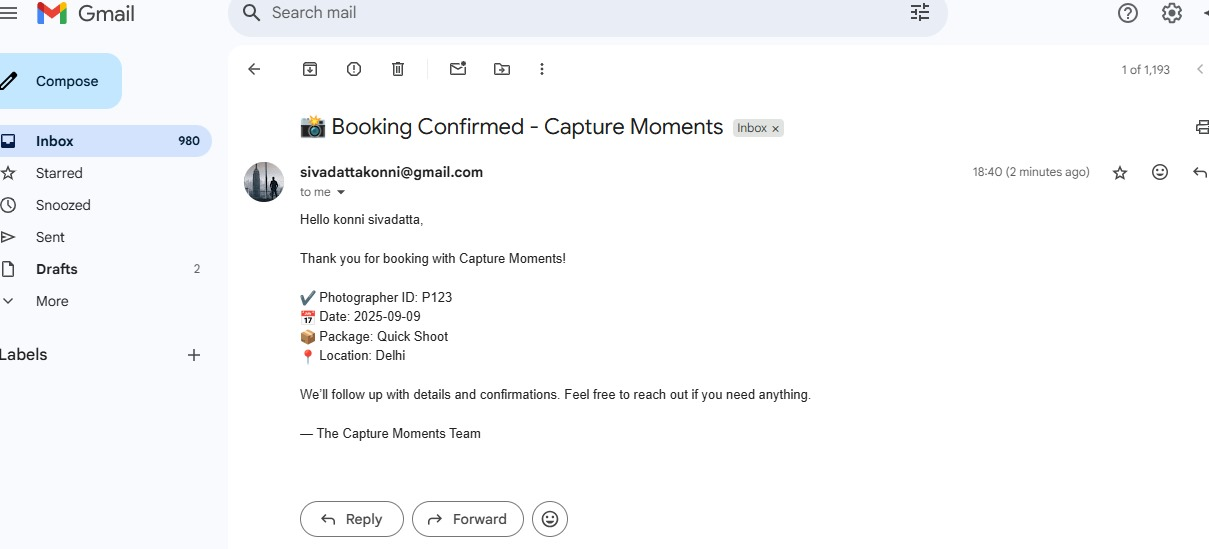 Gmail
Search mail
Compose
1 of 1,193
📸 Booking Confirmed - Capture Moments Inbox ×
Inbox 980
sivadattakonni@gmail.com 18:40 (2 minutes ago)
Starred
to me
Snoozed
Hello konni sivadatta,
Sent
Thank you for booking with Capture Moments!
Drafts 2
More
✔️ Photographer ID: P123
📅 Date: 2025-09-09
📦 Package: Quick Shoot
📍 Location: Delhi
Labels
We'll follow up with details and confirmations. Feel free to reach out if you need anything.
— The Capture Moments Team
Reply Forward